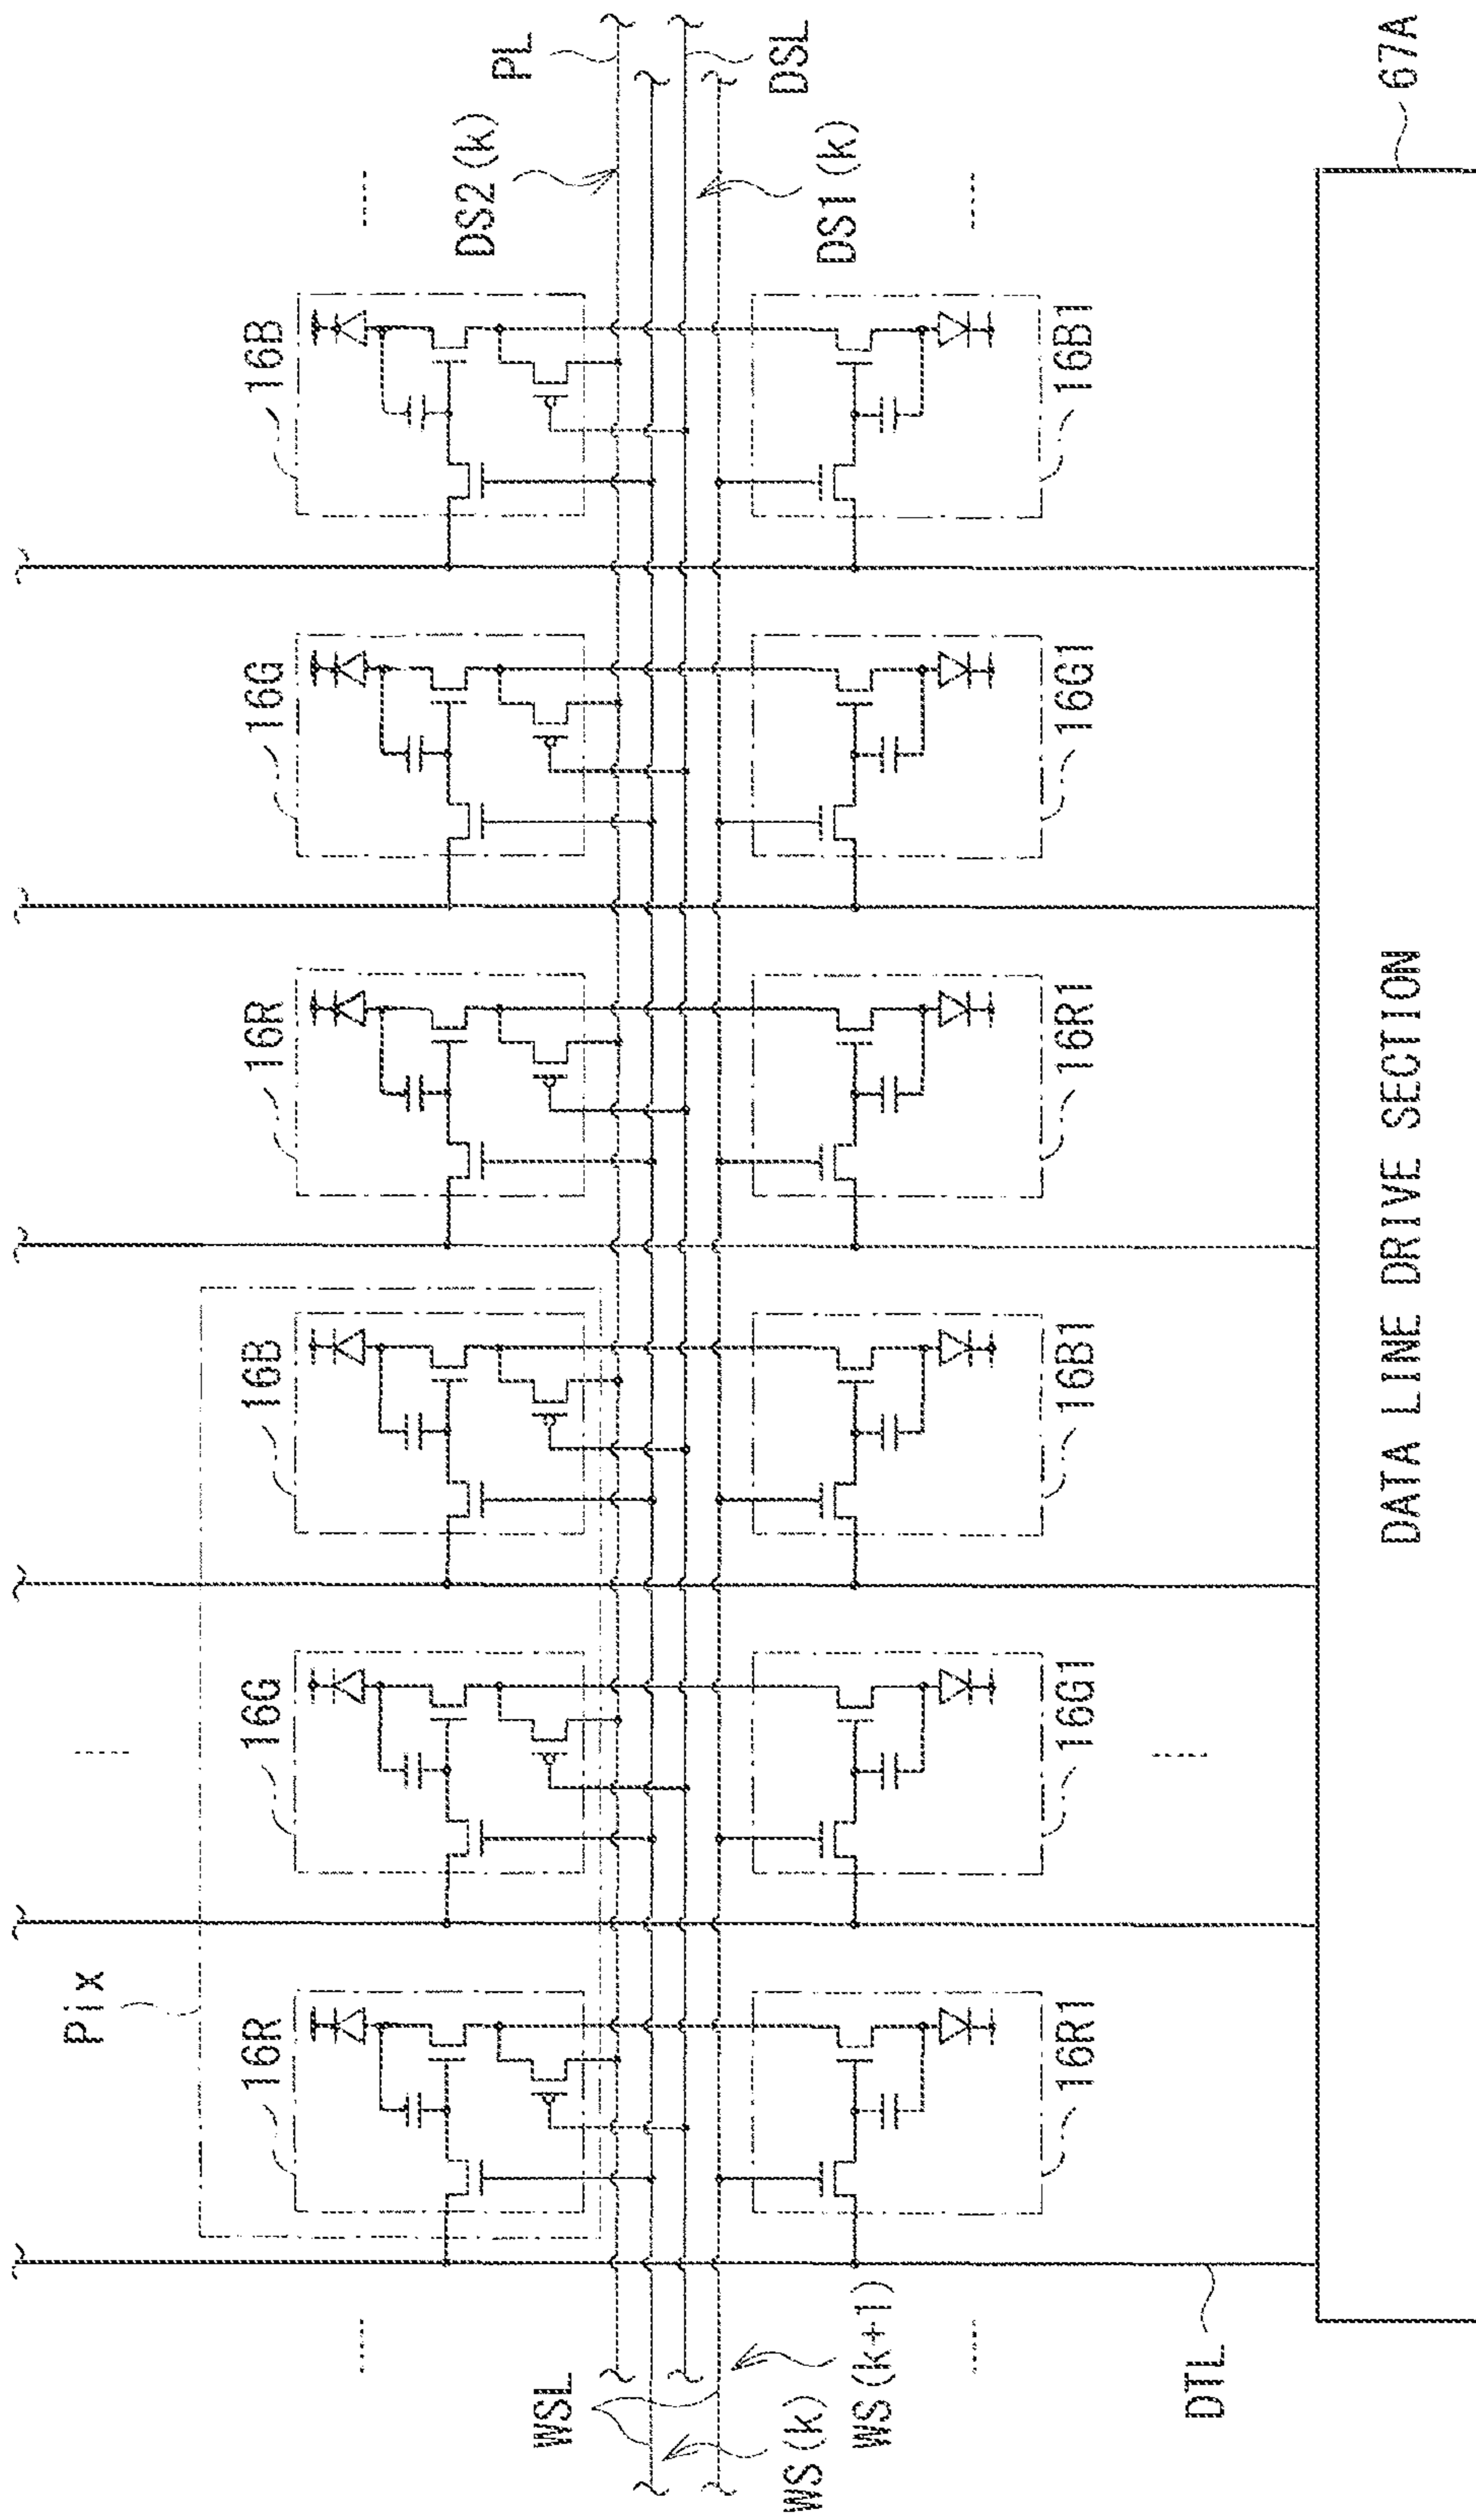 Pix
16R
16G
16B
16R
16G
16B
PL
DS2(k)
WSL
WS(k)
WS(k+1)
DSL
DS1(k)
16R1
16G1
16B1
16R1
16G1
16B1
DTL
67A
DATA LINE DRIVE SECTION